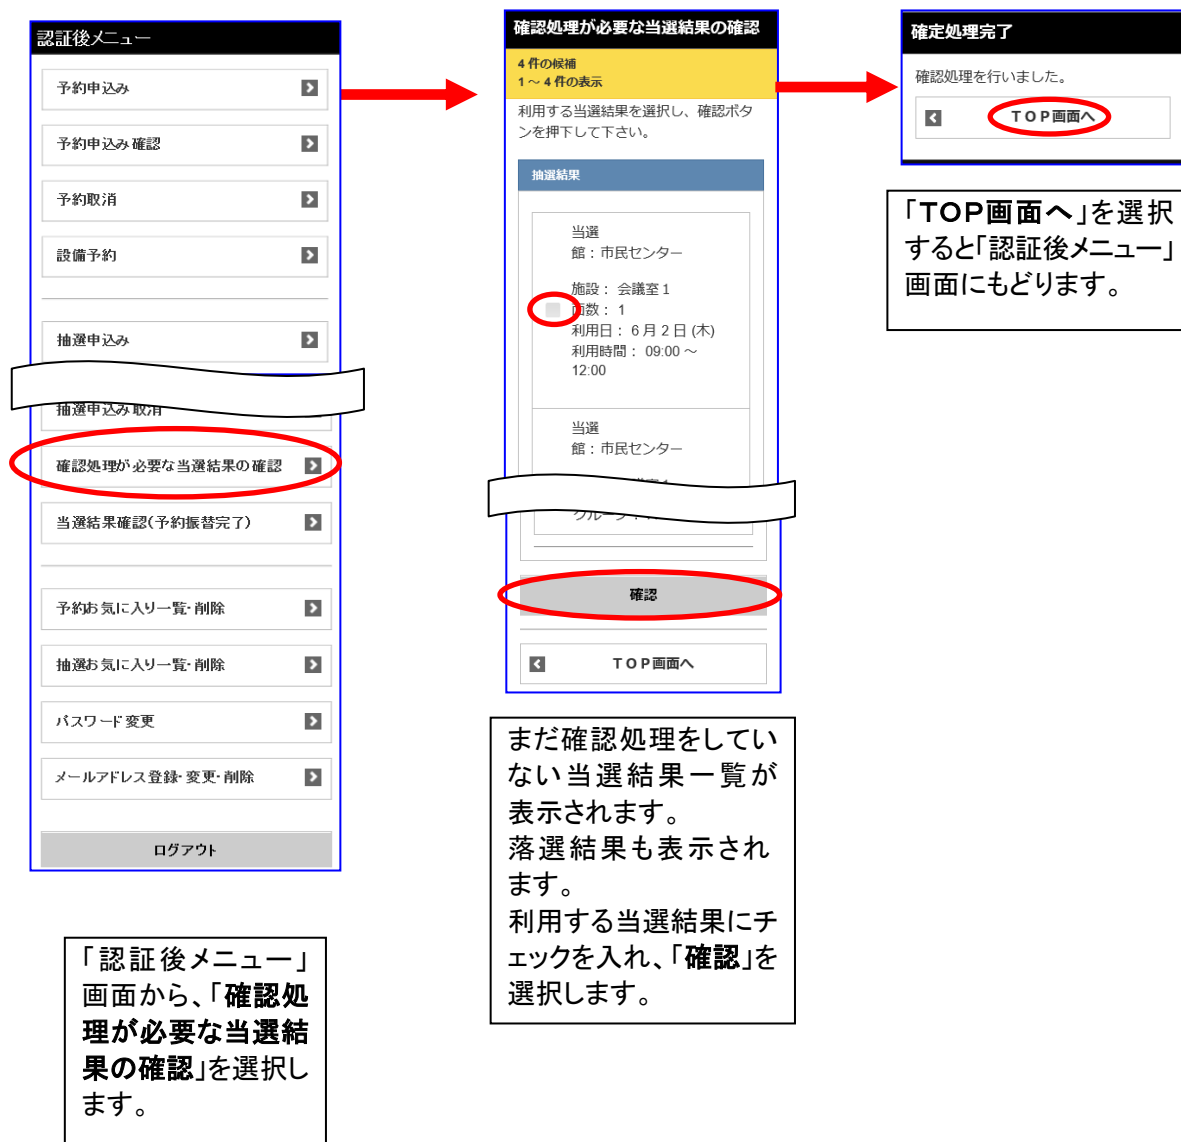 認証後メニュー
予約申込み
予約申込み確認
予約取消
設備予約
抽選申込み
抽選申込み取消
確認処理が必要な当選結果の確認
当選結果確認(予約振替完了)
予約お気に入り一覧・削除
抽選お気に入り一覧・削除
パスワード変更
メールアドレス登録・変更・削除
ログアウト
「認証後メニュー」
画面から、「確認処
理が必要な当選結
果の確認」を選択し
ます。
確認処理が必要な当選結果の確認
4 件の候補
1 ~ 4 件の表示
利用する当選結果を選択し、確認ボタ
ンを押下して下さい。
抽選結果
当選
館：市民センター
施設： 会議室 1
面数： 1
利用日： 6 月 2 日 (木)
利用時間： 09:00 ～
12:00
当選
館：市民センター
確認
ＴＯＰ画面へ
まだ確認処理をしてい
ない当選結果一覧が
表示されます。
落選結果も表示され
ます。
利用する当選結果にチ
ェックを入れ、「確認」を
選択します。
確定処理完了
確認処理を行いました。
ＴＯＰ画面へ
「ＴＯＰ画面へ」を選択
すると「認証後メニュー」
画面にもどります。